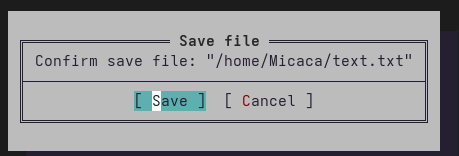 Save file
Confirm save file: "/home/Micaca/text.txt"
[ Save ] [ Cancel ]